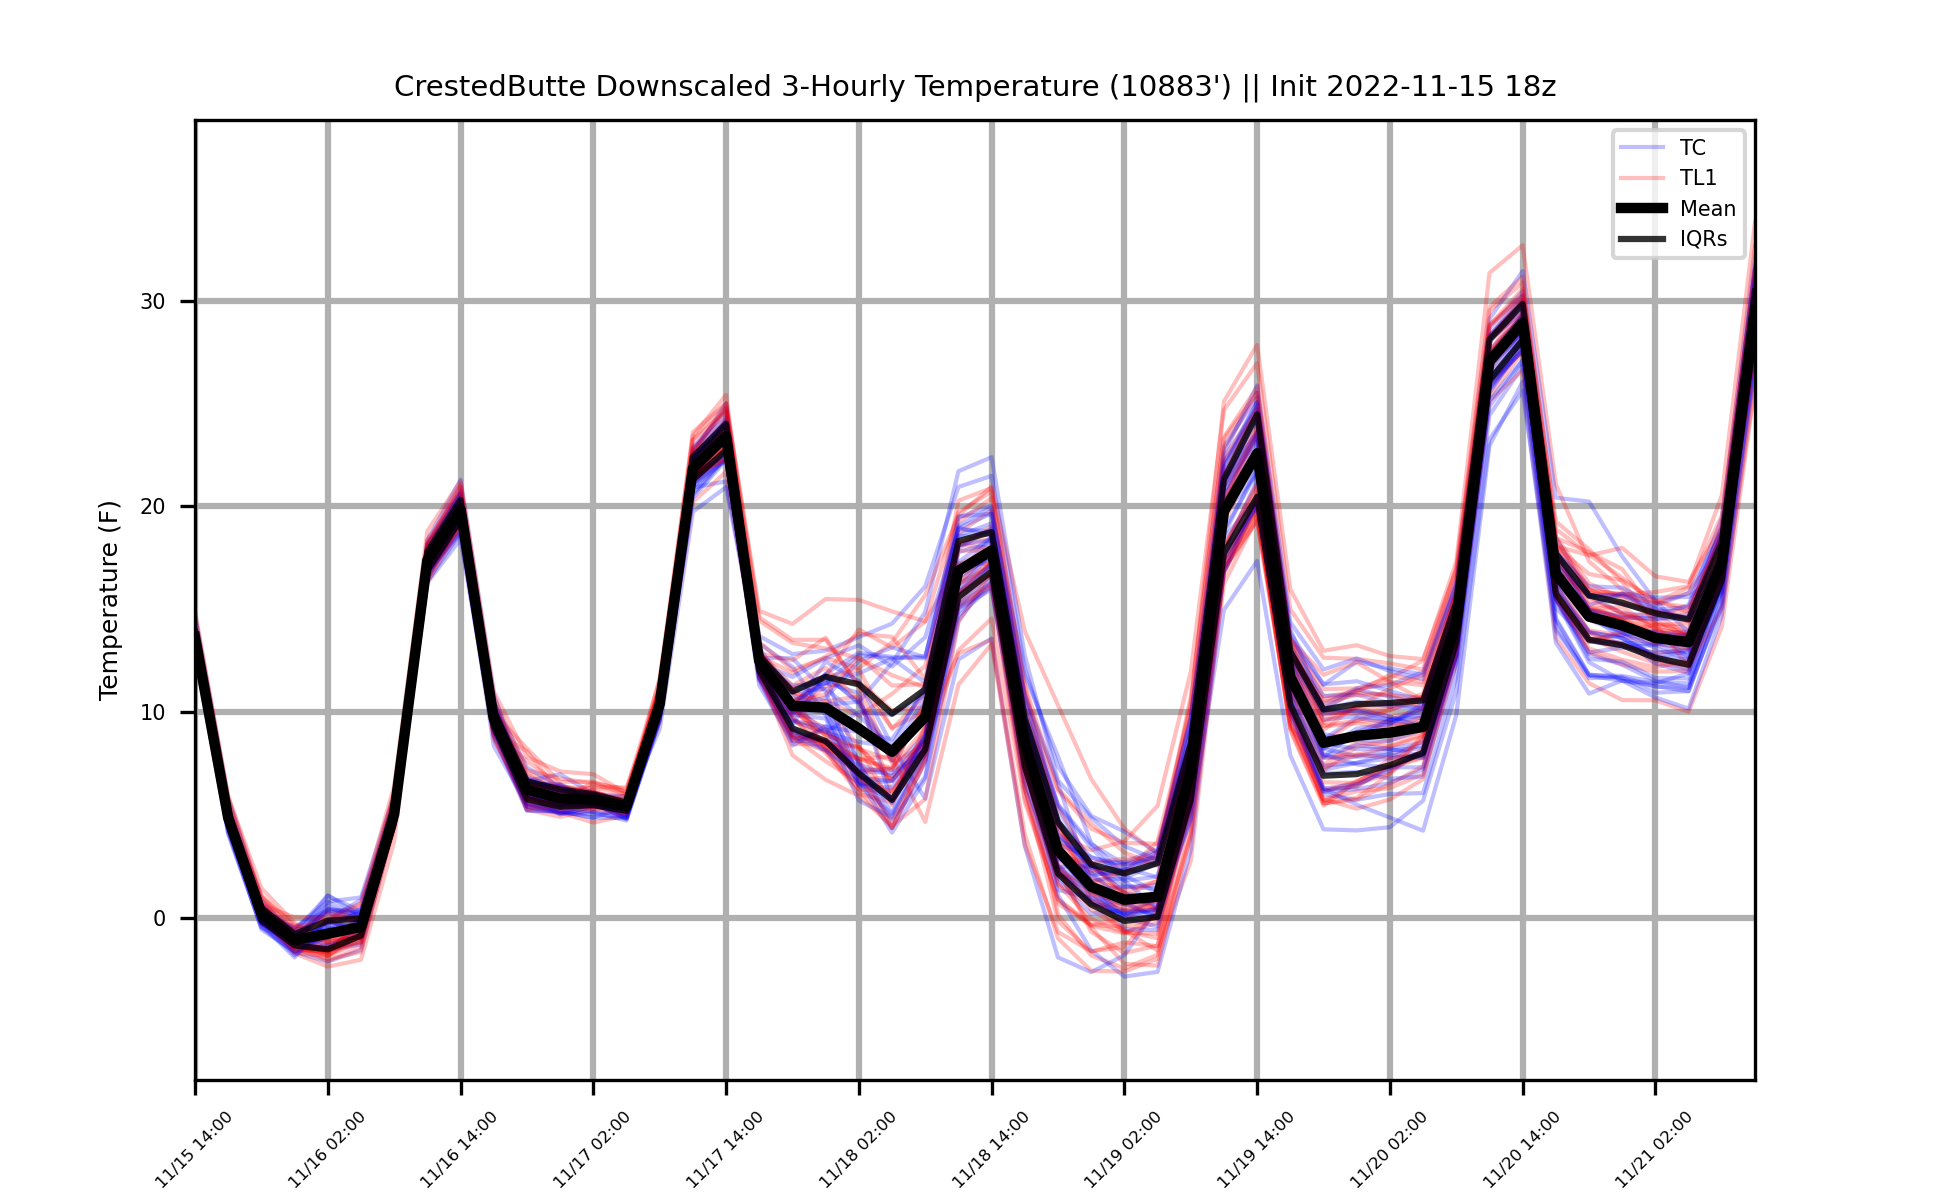 CrestedButte Downscaled 3-Hourly Temperature (10883') || Init 2022-11-15 18z
TC
TL1
Mean
IQRs
Temperature (F)
30
20
10
0
11/15 14:00
11/16 02:00
11/16 14:00
11/17 02:00
11/17 14:00
11/18 02:00
11/18 14:00
11/19 02:00
11/19 14:00
11/20 02:00
11/20 14:00
11/21 02:00